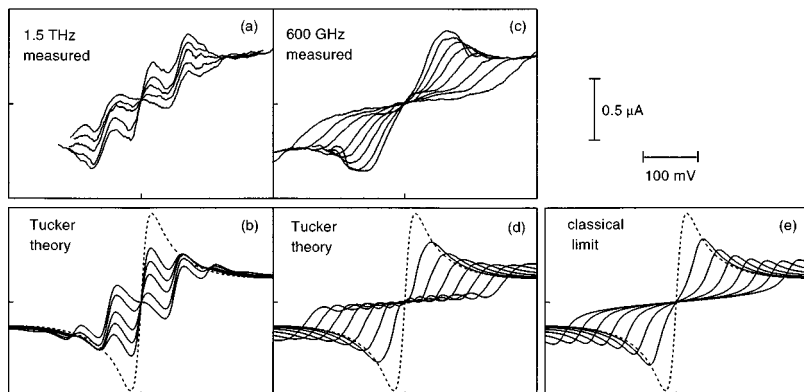 1.5 THz
measured
(a)
600 GHz
measured
(c)
0.5 μA
100 mV
Tucker
theory
(b)
Tucker
theory
(d)
classical
limit
(e)